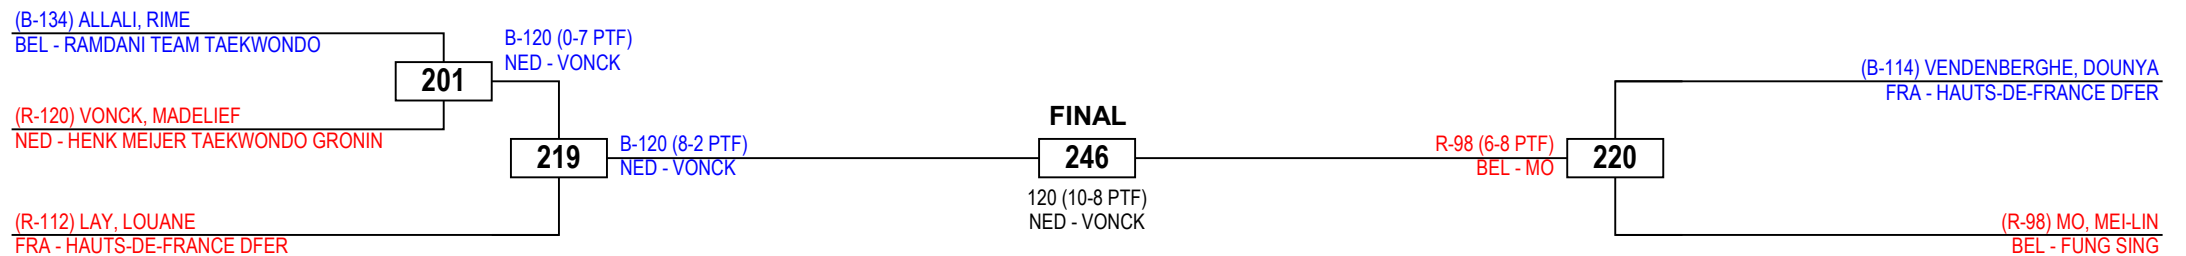 (B-134) ALLALI, RIME
BEL - RAMDANI TEAM TAEKWONDO
B-120 (0-7 PTF)
NED - VONCK
201
(R-120) VONCK, MADELIEF
NED - HENK MEIJER TAEKWONDO GRONIN
219
B-120 (8-2 PTF)
NED - VONCK
(R-112) LAY, LOUANE
FRA - HAUTS-DE-FRANCE DFER
FINAL
246
120 (10-8 PTF)
NED - VONCK
R-98 (6-8 PTF)
BEL - MO
220
(B-114) VENDENBERGHE, DOUNYA
FRA - HAUTS-DE-FRANCE DFER
(R-98) MO, MEI-LIN
BEL - FUNG SING